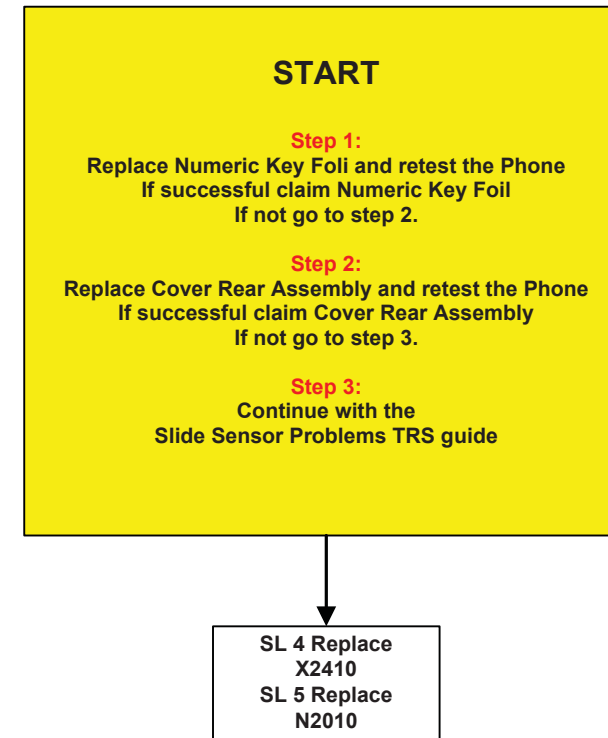 START
Step 1:
Replace Numeric Key Foli and retest the Phone
If successful claim Numeric Key Foil
If not go to step 2.
Step 2:
Replace Cover Rear Assembly and retest the Phone
If successful claim Cover Rear Assembly
If not go to step 3.
Step 3:
Continue with the
Slide Sensor Problems TRS guide
SL 4 Replace
X2410
SL 5 Replace
N2010